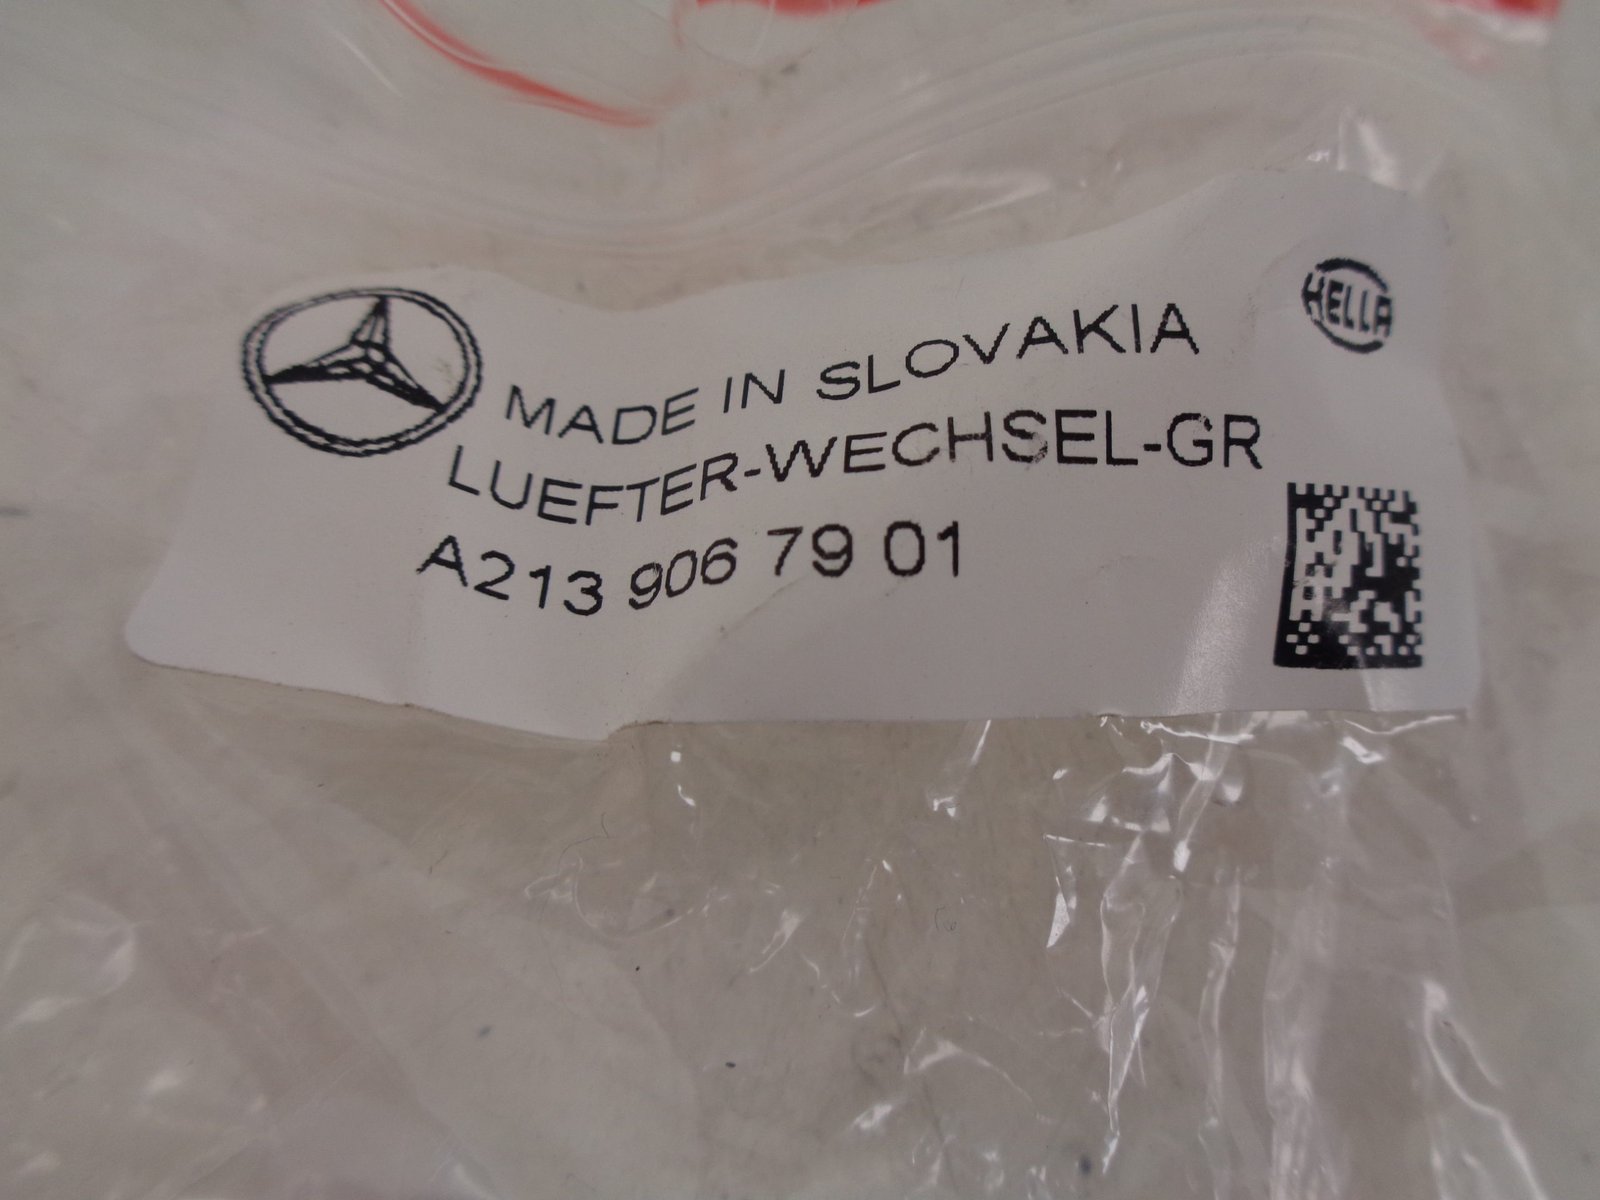 HELLA
MADE IN SLOVAKIA
LUEFTER-WECHSEL-GR
A213 906 79 01